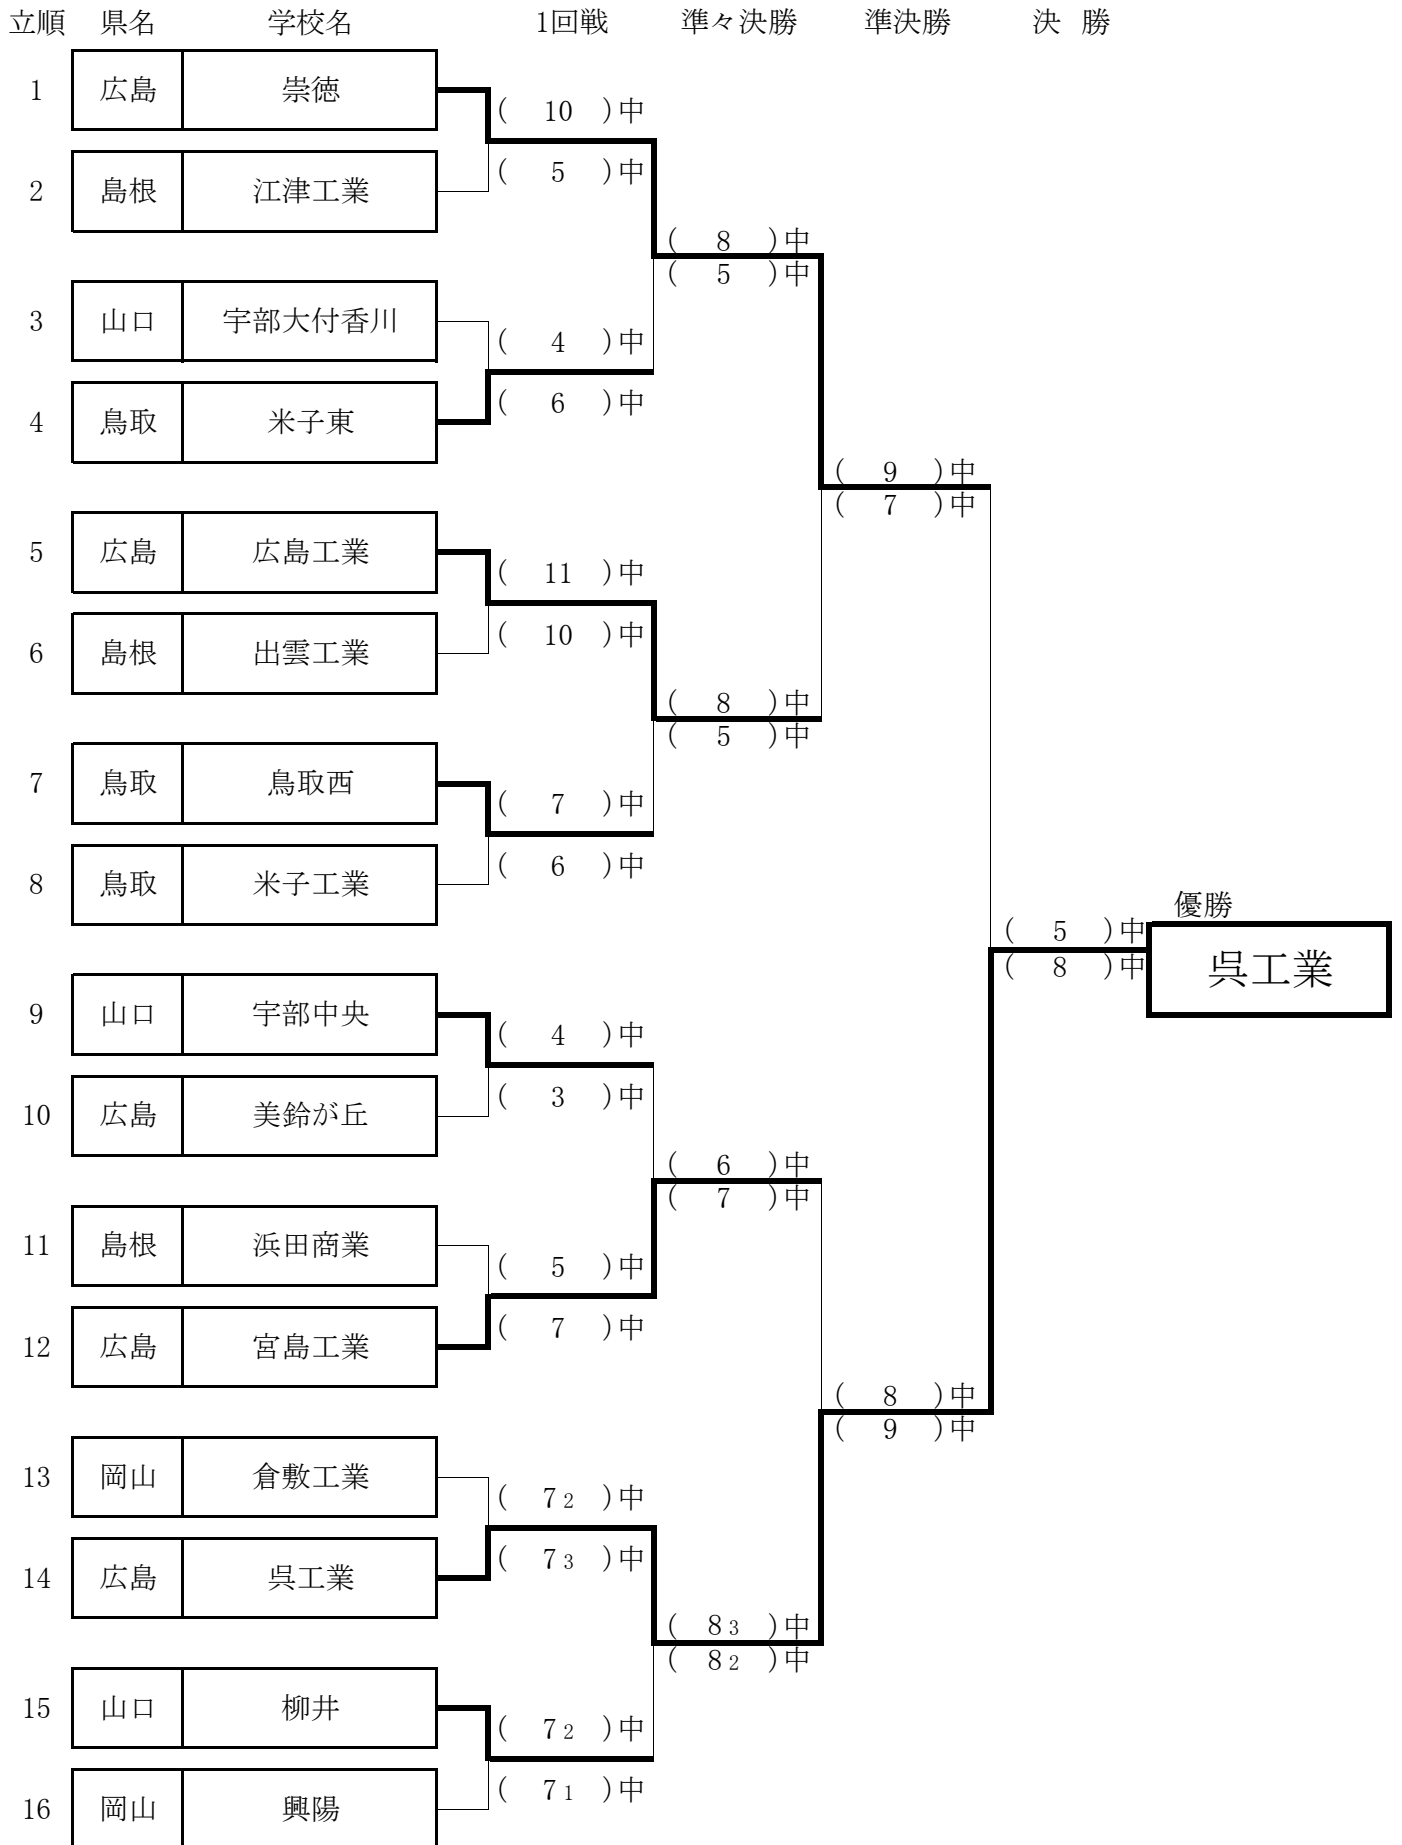 立順 県名 学校名 1回戦 準々決勝 準決勝 決 勝
1 広島 崇徳
( 10 )中
( 5 )中
2 島根 江津工業
( 8 )中
( 5 )中
3 山口 宇部大付香川
( 4 )中
( 6 )中
4 鳥取 米子東
( 9 )中
( 7 )中
5 広島 広島工業
( 11 )中
( 10 )中
6 島根 出雲工業
( 8 )中
( 5 )中
7 鳥取 鳥取西
( 7 )中
( 6 )中
8 鳥取 米子工業
優勝
( 5 )中
( 8 )中
呉工業
9 山口 宇部中央
( 4 )中
( 3 )中
10 広島 美鈴が丘
( 6 )中
( 7 )中
11 島根 浜田商業
( 5 )中
( 7 )中
12 広島 宮島工業
( 8 )中
( 9 )中
13 岡山 倉敷工業
( 7 2 )中
( 7 3 )中
14 広島 呉工業
( 8 3 )中
( 8 2 )中
15 山口 柳井
( 7 2 )中
( 7 1 )中
16 岡山 興陽